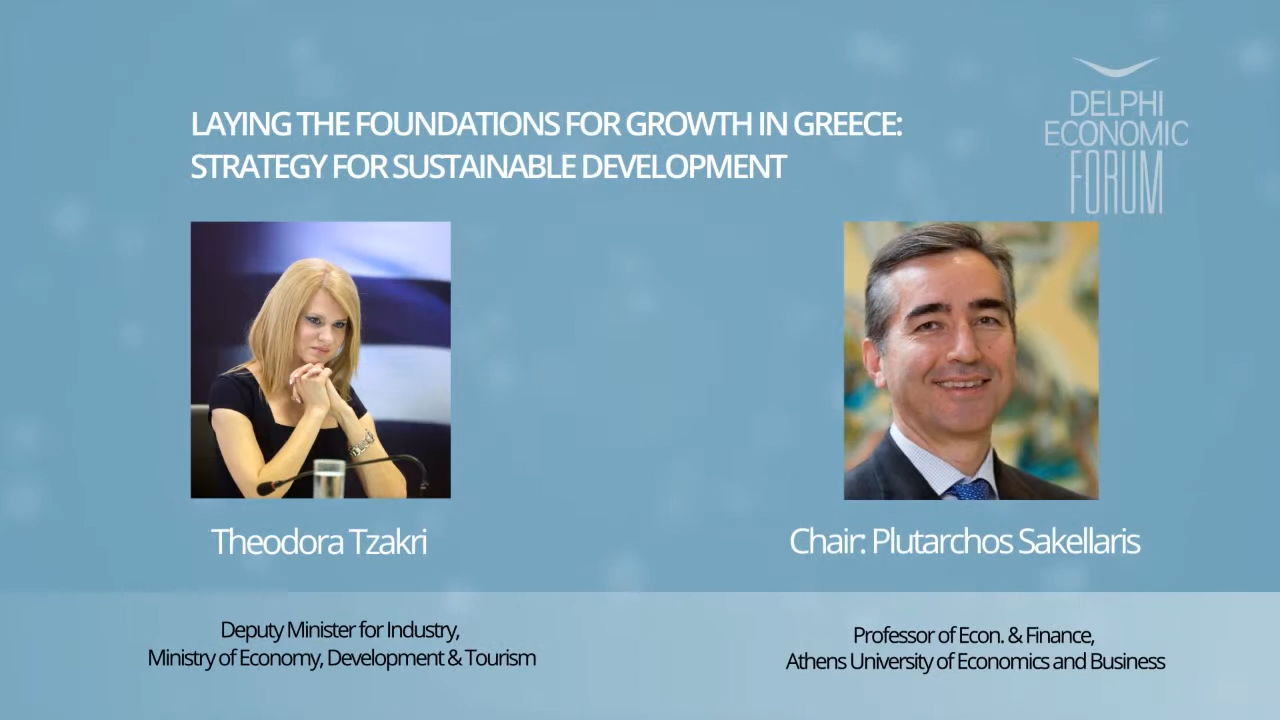 LAYING THE FOUNDATIONS FOR GROWTH IN GREECE:
STRATEGY FOR SUSTAINABLE DEVELOPMENT
DELPHI
ECONOMIC
FORUM
Theodora Tzakri
Chair: Plutarchos Sakellaris
Deputy Minister for Industry,
Ministry of Economy, Development & Tourism
Professor of Econ. & Finance,
Athens University of Economics and Business